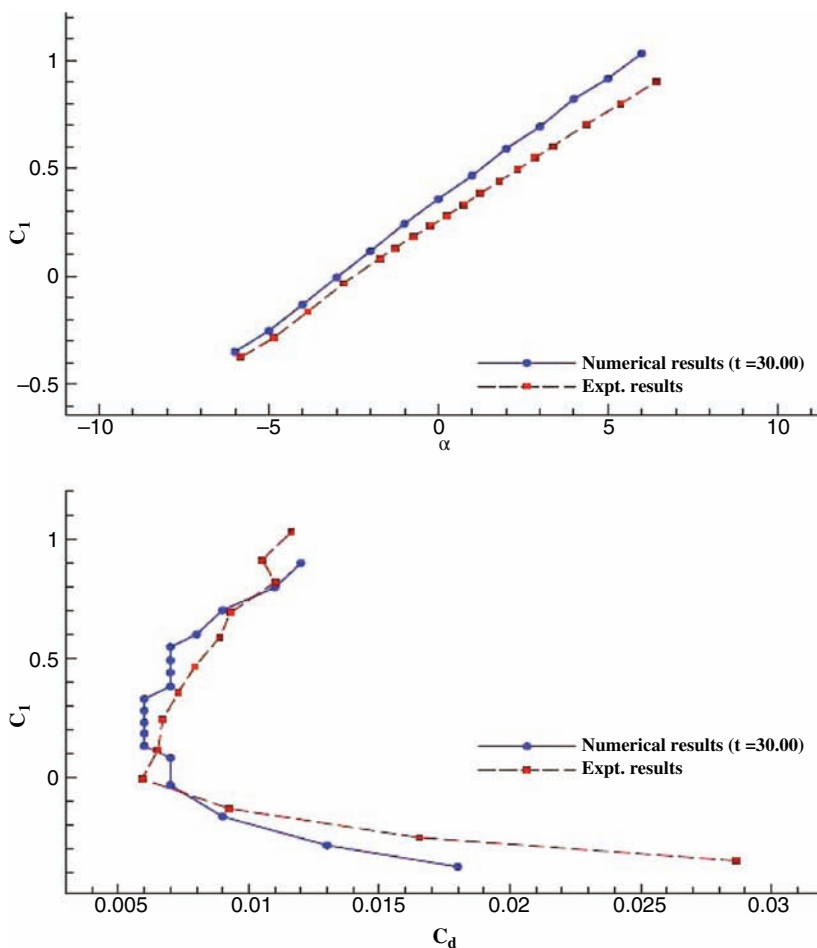 1
0.5
C1
0
Numerical results (t =30.00)
Expt. results
−0.5
−10
−5
0
5
10
α
1
0.5
C1
Numerical results (t =30.00)
Expt. results
0
0.005
0.01
0.015
0.02
0.025
0.03
Cd